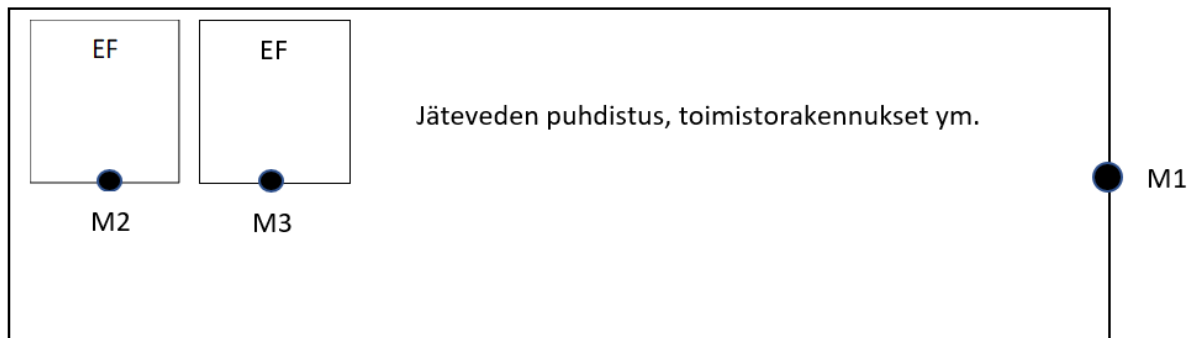 EF
EF
Jäteveden puhdistus, toimistorakennukset ym.
M1
M2
M3